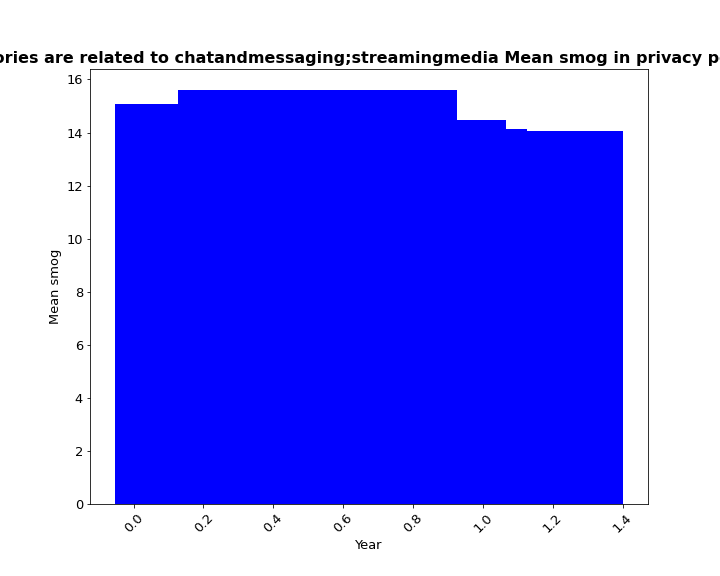 ories are related to chatandmessaging;streamingmedia Mean smog in privacy p
16
14
12
10
8
6
4
2
0
Mean smog
0.0 0.2 0.4 0.6 0.8 1.0 1.2 1.4
Year